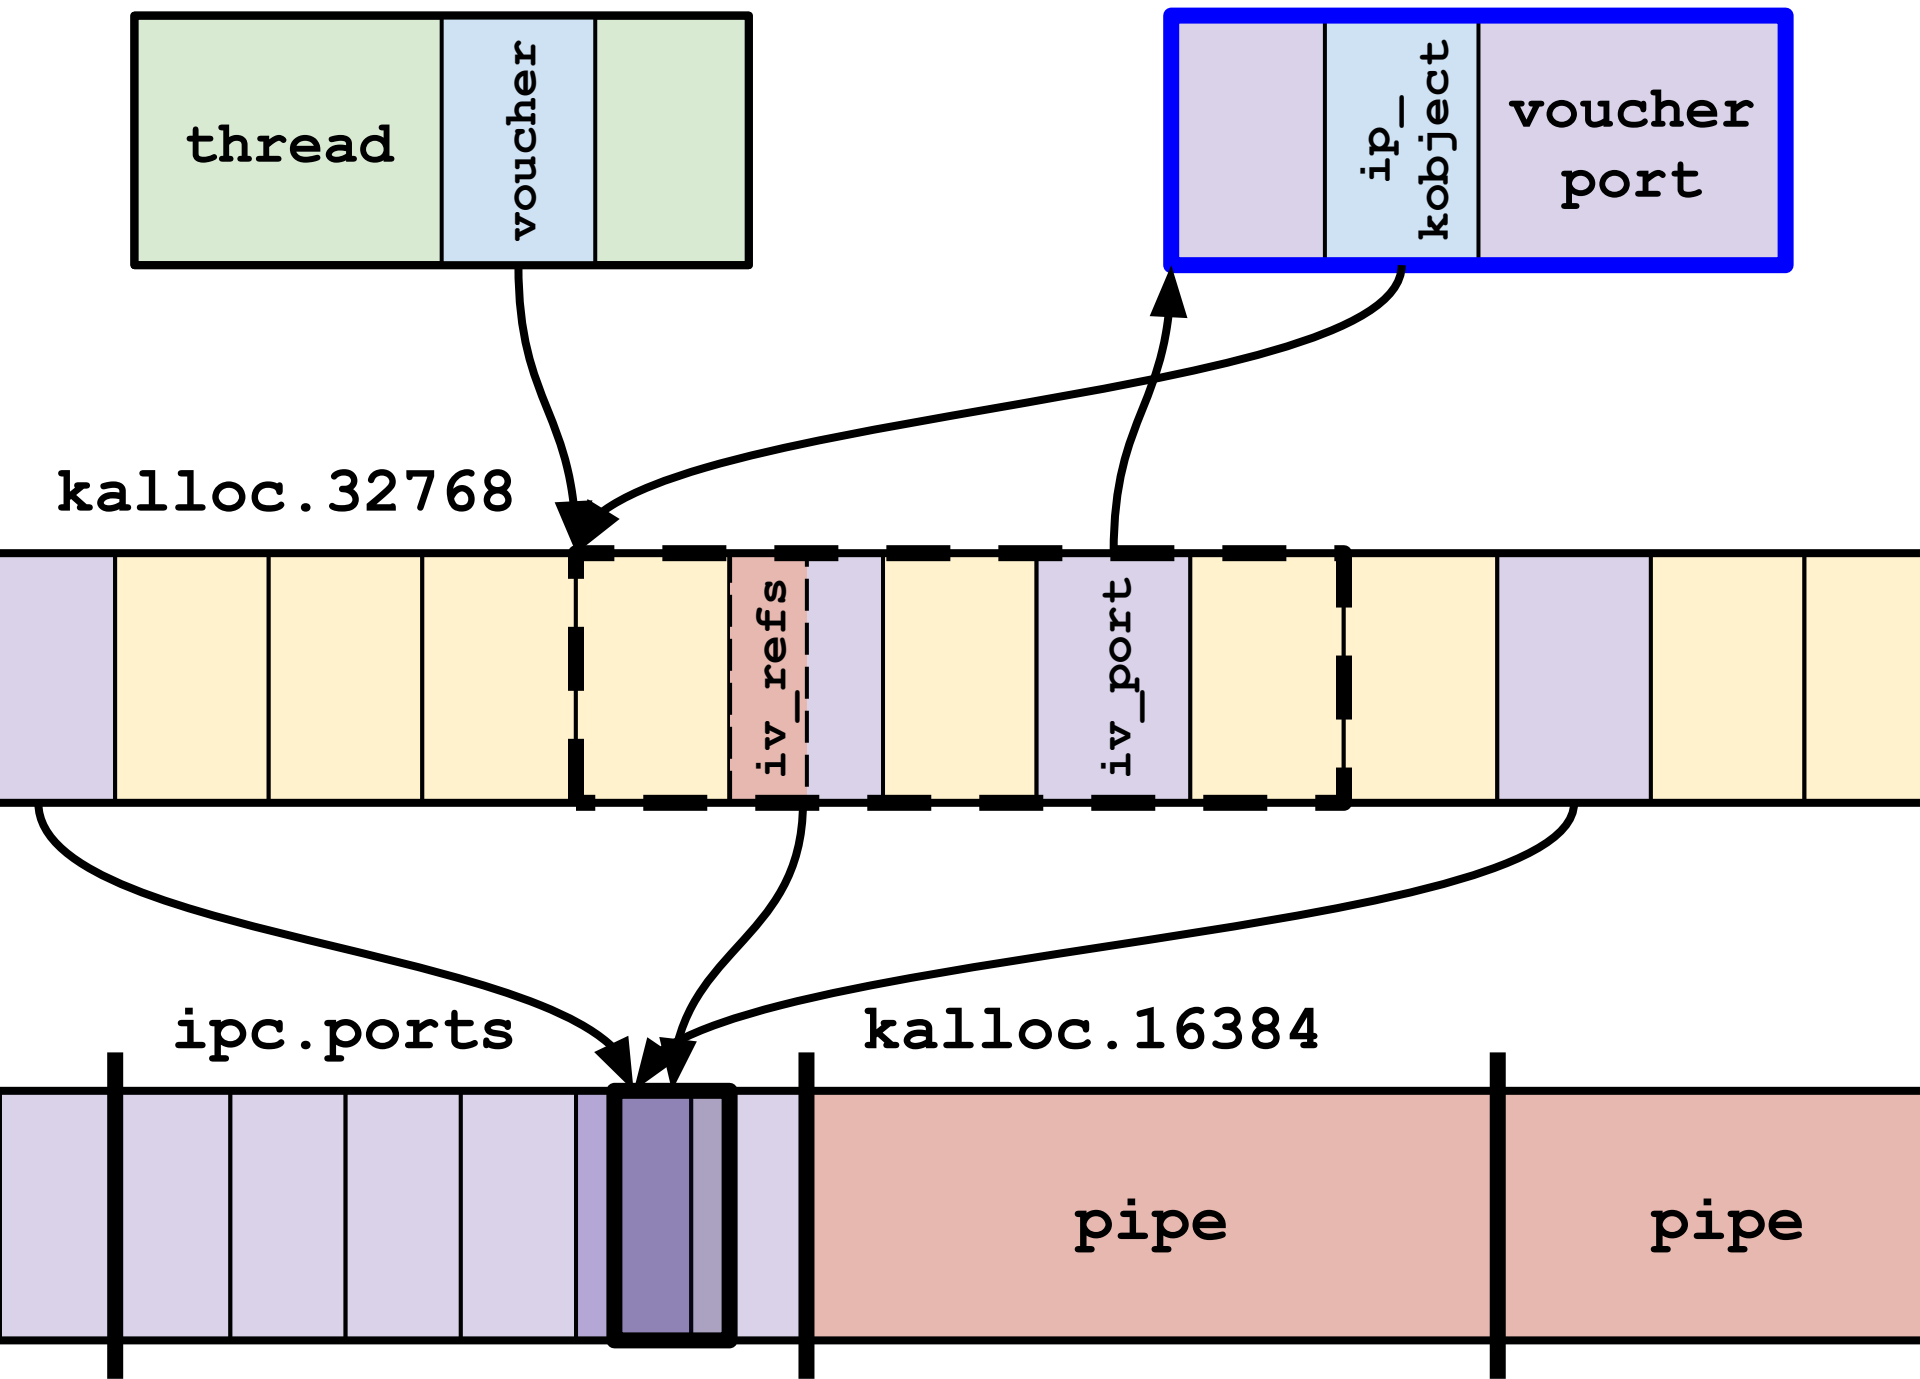 thread
voucher
ip_
kobject
voucher
port
kalloc.32768
iv_refs
iv_port
ipc.ports
kalloc.16384
pipe
pipe